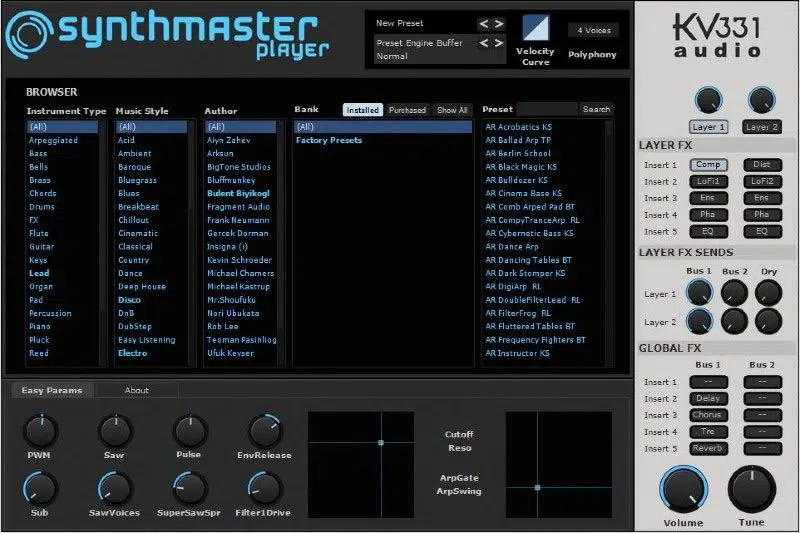 synthmaster
player
New Preset < >
Preset Engine Buffer < >
Normal
Velocity
Curve
4 Voices
Polyphony
KV331
audio
BROWSER
Instrument Type
(All)
Arpeggiated
Bass
Bells
Brass
Chords
Drums
FX
Flute
Guitar
Keys
Lead
Organ
Pad
Percussion
Piano
Pluck
Reed
Music Style
(All)
Acid
Ambient
Baroque
Bluegrass
Blues
Breakbeat
Chillout
Cinematic
Classical
Country
Dance
Deep House
Disco
DnB
DubStep
Easy Listening
Electro
Author
(All)
Aiyn Zahev
Arksun
BigTone Studios
Bluffmunkey
Bulent Biyikogl
Fragment Audio
Frank Neumann
Gercek Dorman
Insigna (i)
Kevin Schroeder
Michael Chamers
Michael Kastrup
Mr.Shoufuku
Nori Ubukata
Rob Lee
Teoman Pasinliog
Ufuk Kevser
Bank Installed Purchased Show All
(All)
Factory Presets
Preset Search
AR Acrobatics KS
AR Ballad Arp TP
AR Berlin School
AR Black Magic KS
AR Bulldozer KS
AR Cinema Base KS
AR Comb Arped Pad BT
AR CompyTranceArp RL
AR Cybernetic Bass KS
AR Dance Arp
AR Dancing Tables BT
AR Dark Stomper KS
AR DigiArp RL
AR DoubleFilterLead RL
AR FilterFrog RL
AR Fluttered Tables BT
AR Frequency Fighters BT
AR Instructor KS
Layer 1 Layer 2
LAYER FX
Insert 1 Comp Dist
Insert 2 LoFi1 LoFi2
Insert 3 Ens Ens
Insert 4 Pha Pha
Insert 5 EQ EQ
LAYER FX SENDS
Bus 1 Bus 2 Dry
Layer 1
Layer 2
GLOBAL FX
Bus 1 Bus 2
Insert 1 -- --
Insert 2 Delay --
Insert 3 Chorus --
Insert 4 Tre --
Insert 5 Reverb --
Volume Tune
Easy Params About
PWM Saw Pulse EnvRelease
Sub SawVoices SuperSawSpr Filter1Drive
Cutoff
Reso
ArpGate
ArpSwing